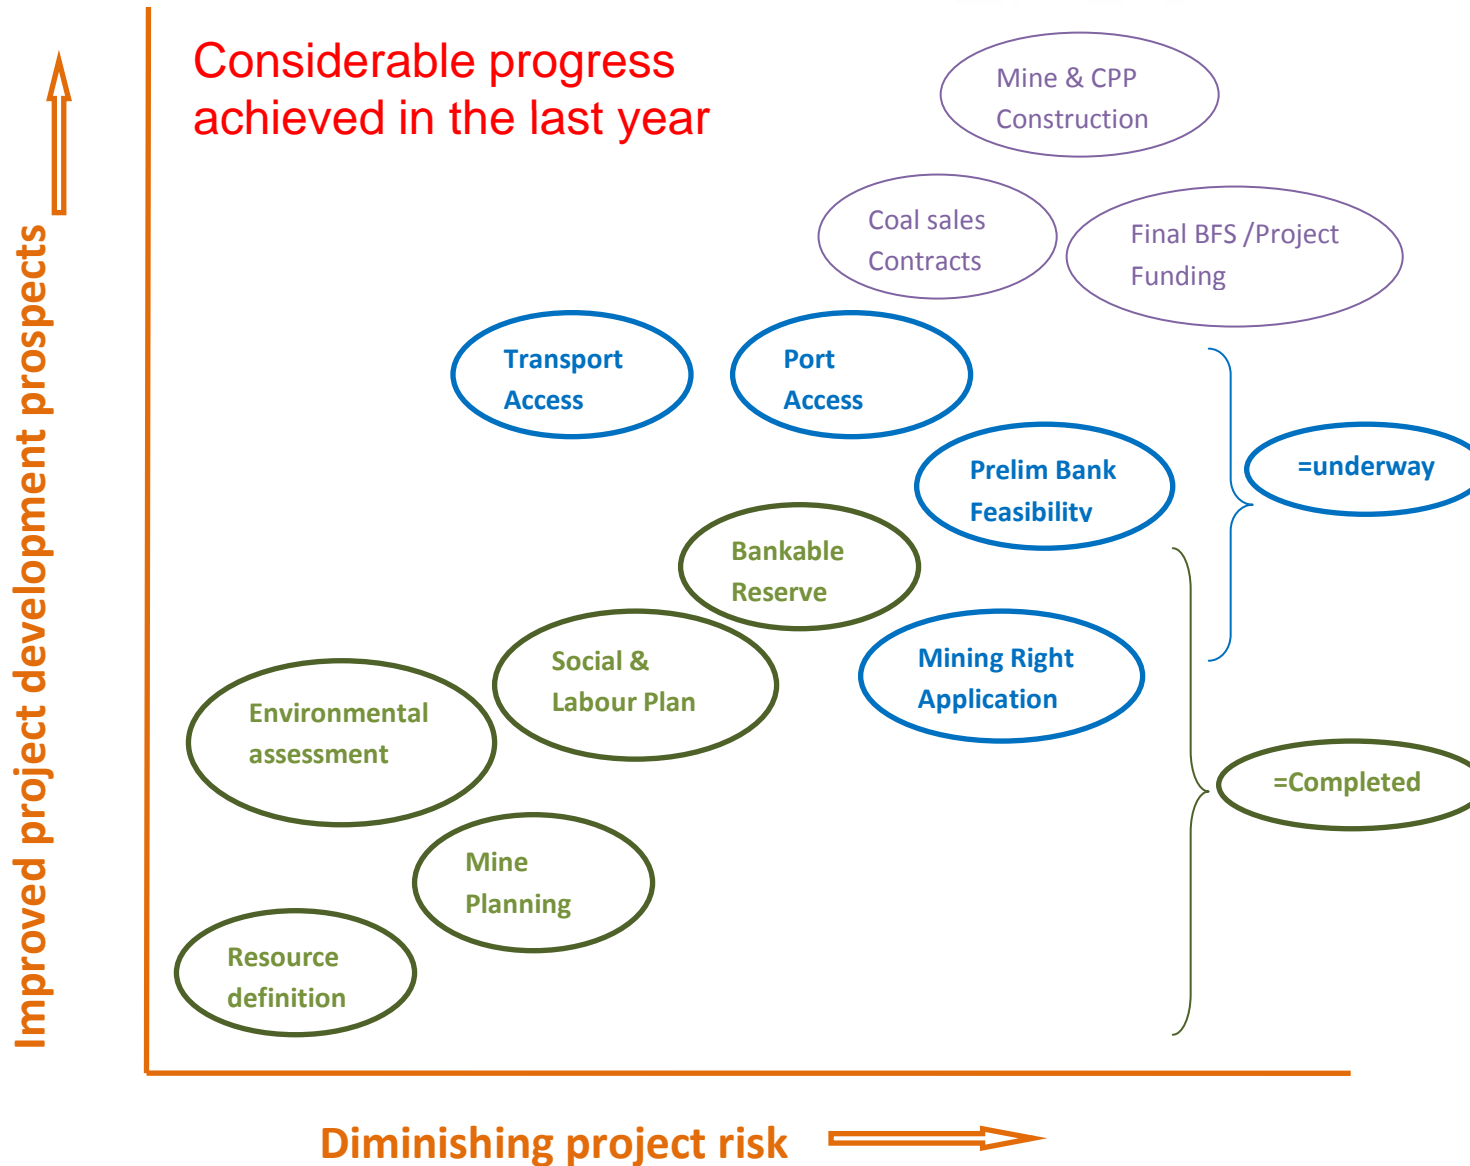 Considerable progress
achieved in the last year
Mine & CPP
Construction
Coal sales
Contracts
Final BFS /Project
Funding
Transport
Access
Port
Access
Prelim Bank
Feasibility
=underway
Bankable
Reserve
Social &
Labour Plan
Mining Right
Application
Environmental
assessment
=Completed
Mine
Planning
Resource
definition
Improved project development prospects
Diminishing project risk